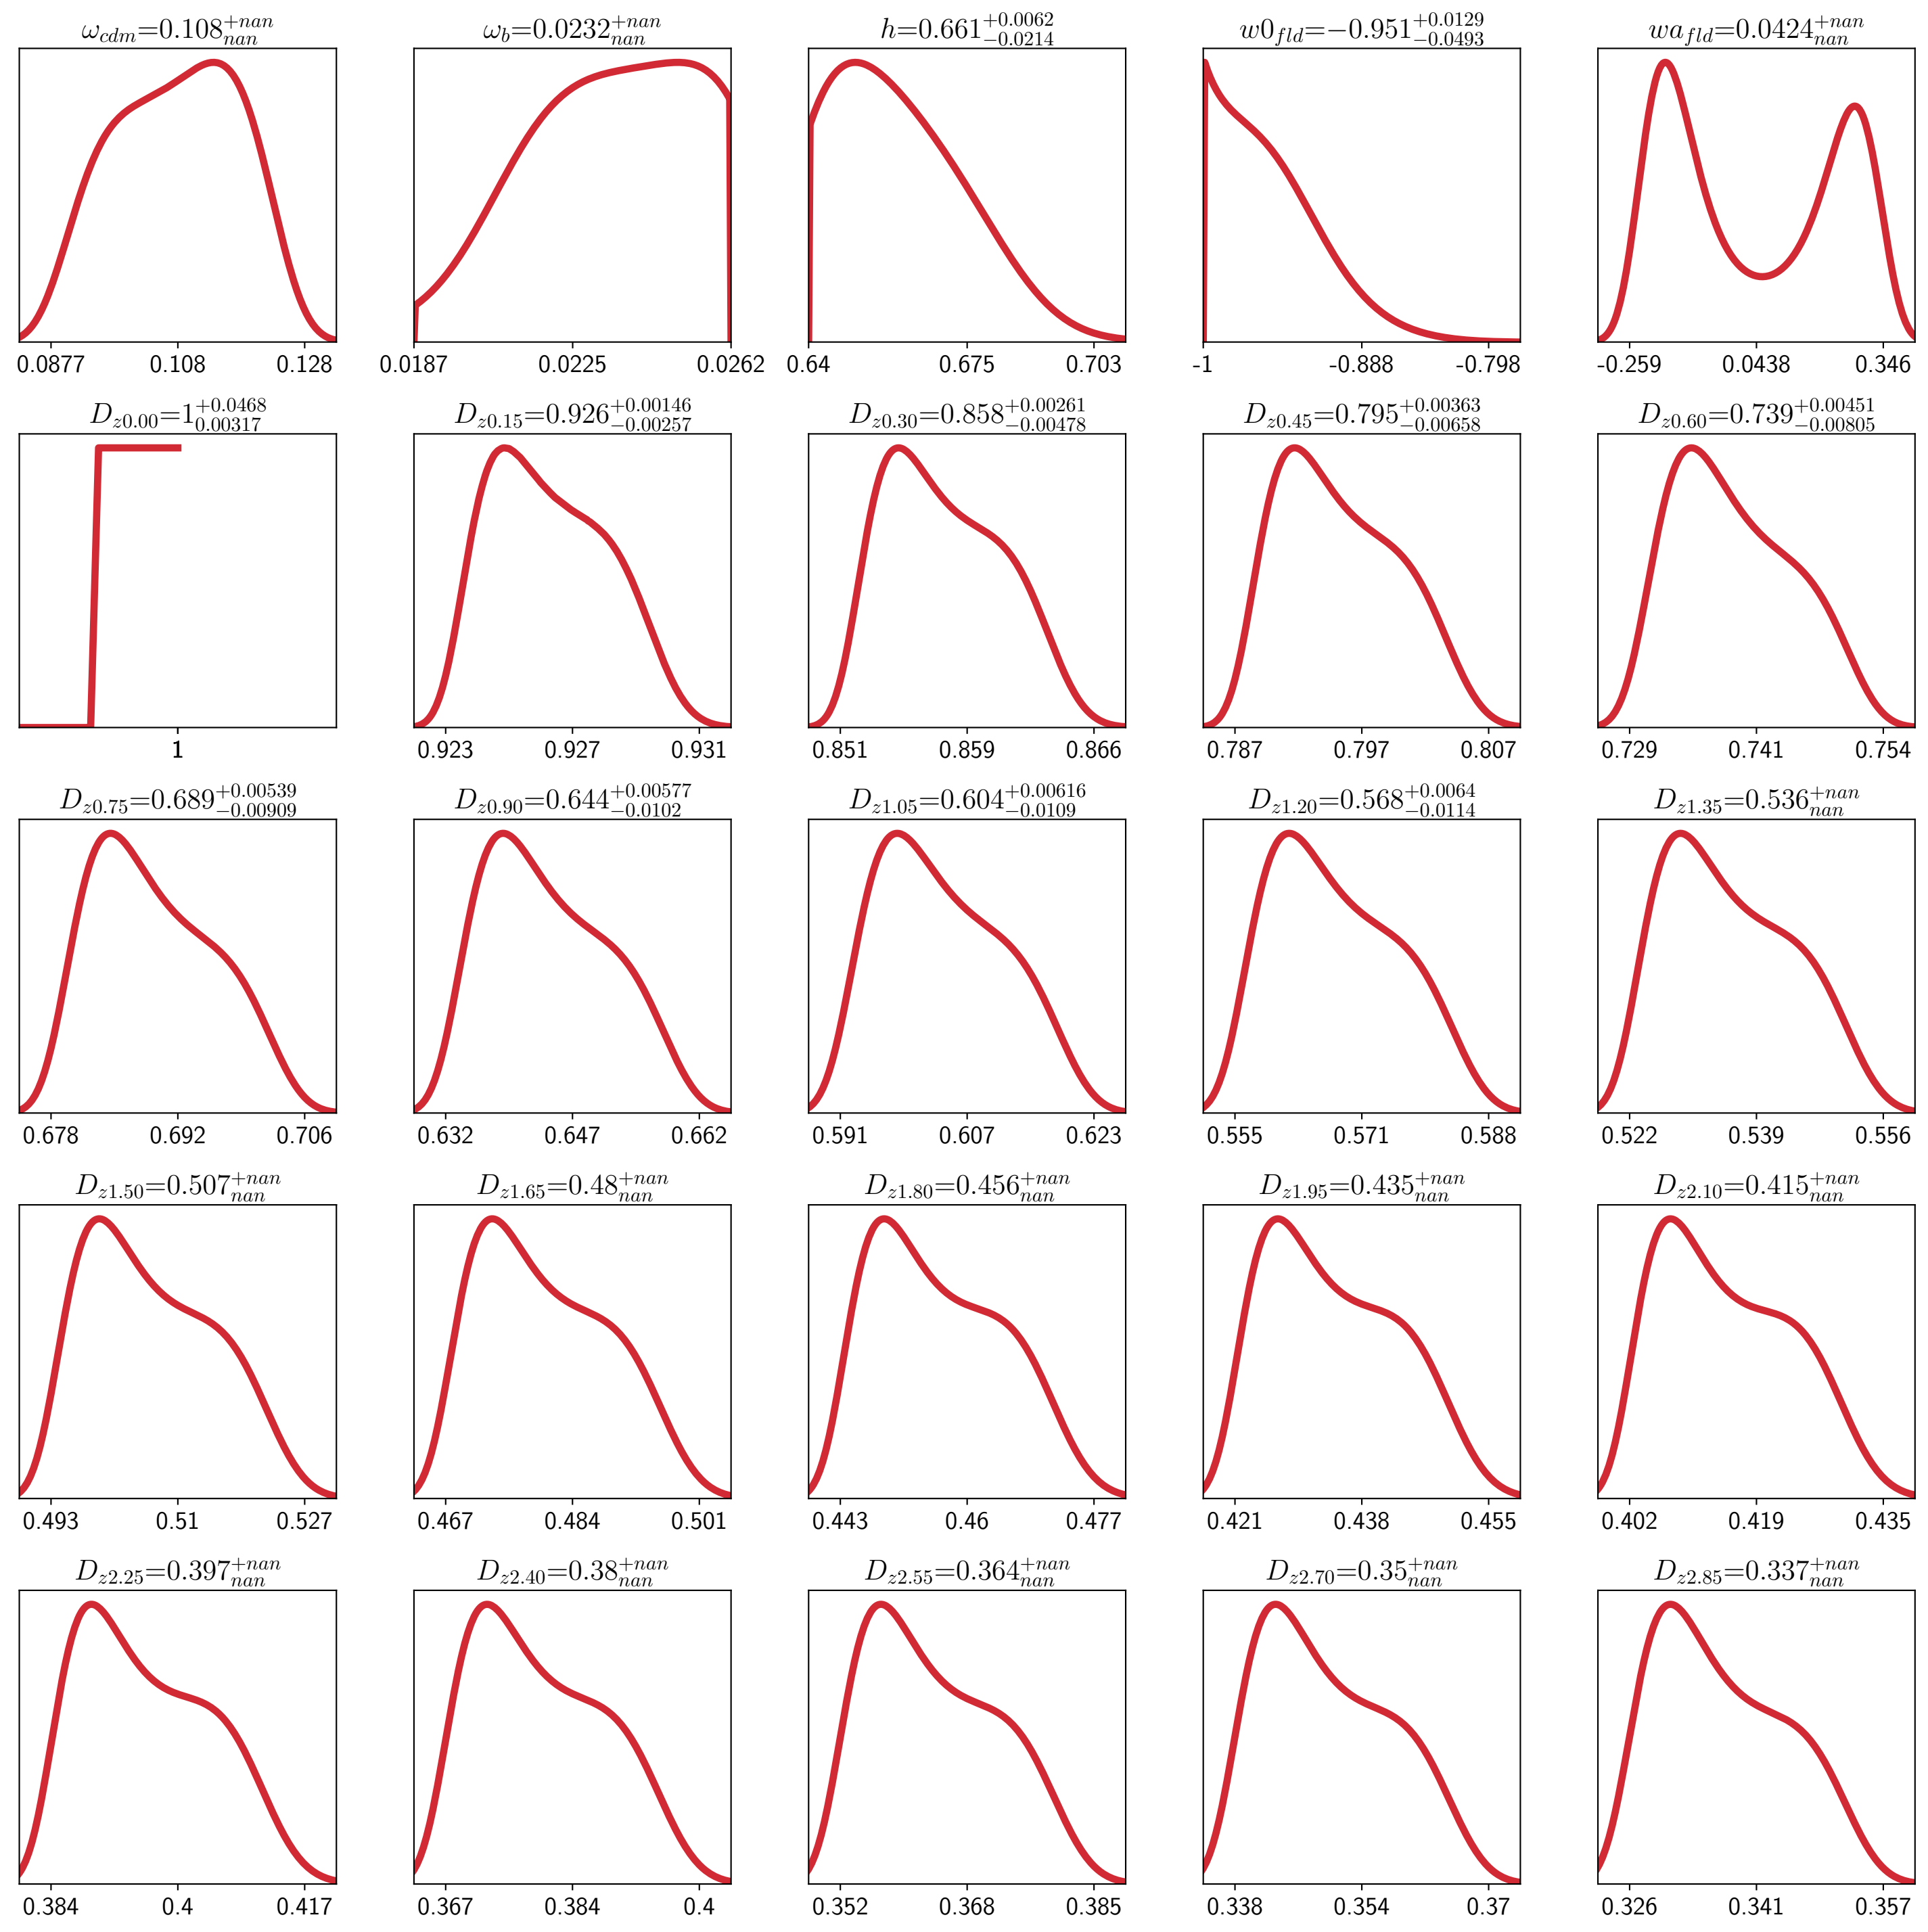 ω_cdm=0.108^{+nan}_{nan} ω_b=0.0232^{+nan}_{nan} h=0.661^{+0.0062}_{−0.0214} w0_fld=−0.951^{+0.0129}_{−0.0493} wa_fld=0.0424^{+nan}_{nan}
0.0877 0.108 0.128 0.0187 0.0225 0.0262 0.64 0.675 0.703 -1 -0.888 -0.798 -0.259 0.0438 0.346
D_z0.00=1^{+0.0468}_{0.00317} D_z0.15=0.926^{+0.00146}_{−0.00257} D_z0.30=0.858^{+0.00261}_{−0.00478} D_z0.45=0.795^{+0.00363}_{−0.00658} D_z0.60=0.739^{+0.00451}_{−0.00805}
1 0.923 0.927 0.931 0.851 0.859 0.866 0.787 0.797 0.807 0.729 0.741 0.754
D_z0.75=0.689^{+0.00539}_{−0.00909} D_z0.90=0.644^{+0.00577}_{−0.0102} D_z1.05=0.604^{+0.00616}_{−0.0109} D_z1.20=0.568^{+0.0064}_{−0.0114} D_z1.35=0.536^{+nan}_{nan}
0.678 0.692 0.706 0.632 0.647 0.662 0.591 0.607 0.623 0.555 0.571 0.588 0.522 0.539 0.556
D_z1.50=0.507^{+nan}_{nan} D_z1.65=0.48^{+nan}_{nan} D_z1.80=0.456^{+nan}_{nan} D_z1.95=0.435^{+nan}_{nan} D_z2.10=0.415^{+nan}_{nan}
0.493 0.51 0.527 0.467 0.484 0.501 0.443 0.46 0.477 0.421 0.438 0.455 0.402 0.419 0.435
D_z2.25=0.397^{+nan}_{nan} D_z2.40=0.38^{+nan}_{nan} D_z2.55=0.364^{+nan}_{nan} D_z2.70=0.35^{+nan}_{nan} D_z2.85=0.337^{+nan}_{nan}
0.384 0.4 0.417 0.367 0.384 0.4 0.352 0.368 0.385 0.338 0.354 0.37 0.326 0.341 0.357